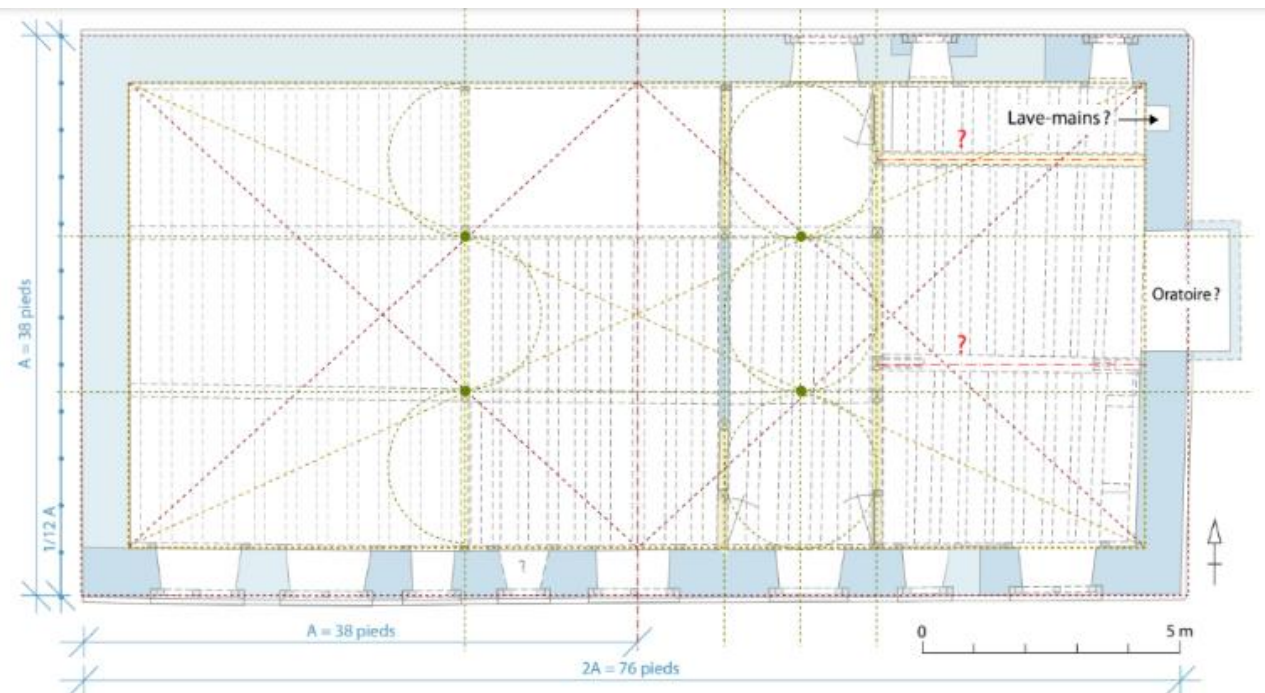 Lave-mains ?
?
A = 38 pieds
Oratoire ?
?
1/12 A
?
A = 38 pieds
0
5 m
2A = 76 pieds